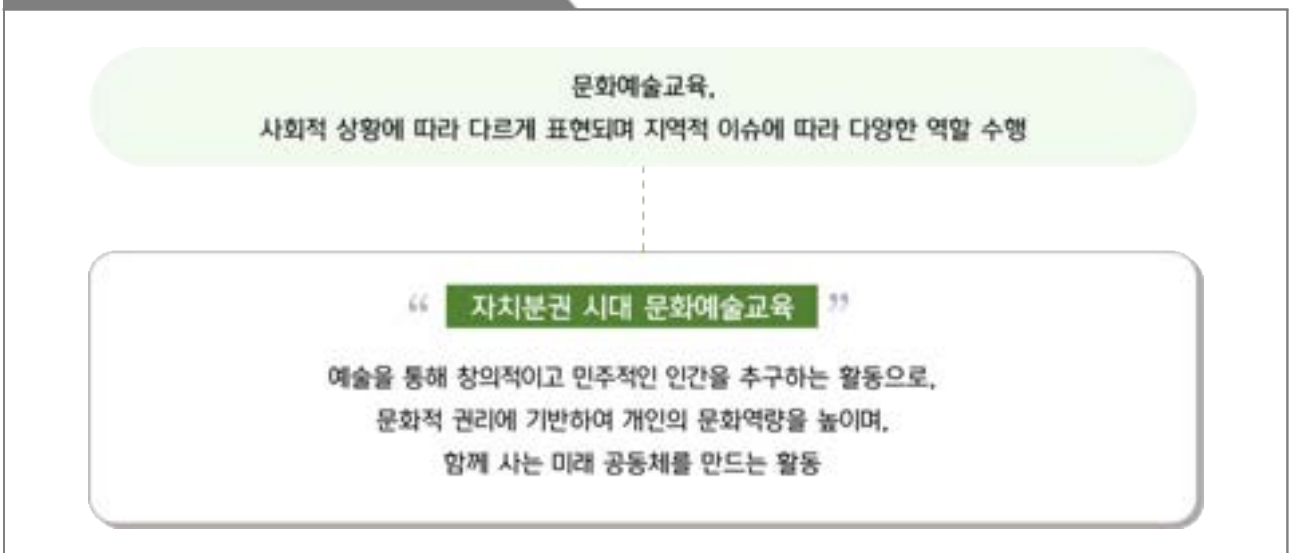 문화예술교육,
사회적 상황에 따라 다르게 표현되며 지역적 이슈에 따라 다양한 역할 수행
“ 자치분권 시대 문화예술교육 ”
예술을 통해 창의적이고 민주적인 인간을 추구하는 활동으로,
문화적 권리에 기반하여 개인의 문화역량을 높이며,
함께 사는 미래 공동체를 만드는 활동